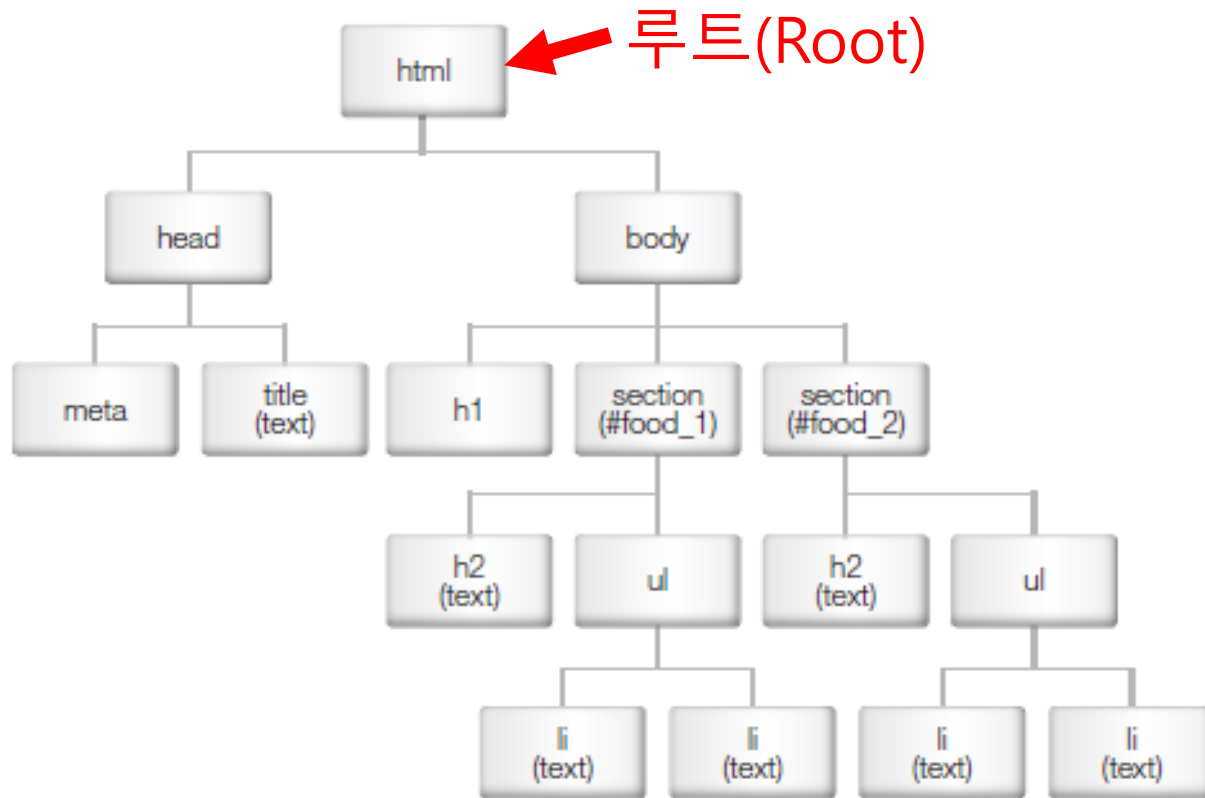 루트(Root)
html
head
body
meta
title
(text)
h1
section
(#food_1)
section
(#food_2)
h2
(text)
ul
h2
(text)
ul
li
(text)
li
(text)
li
(text)
li
(text)